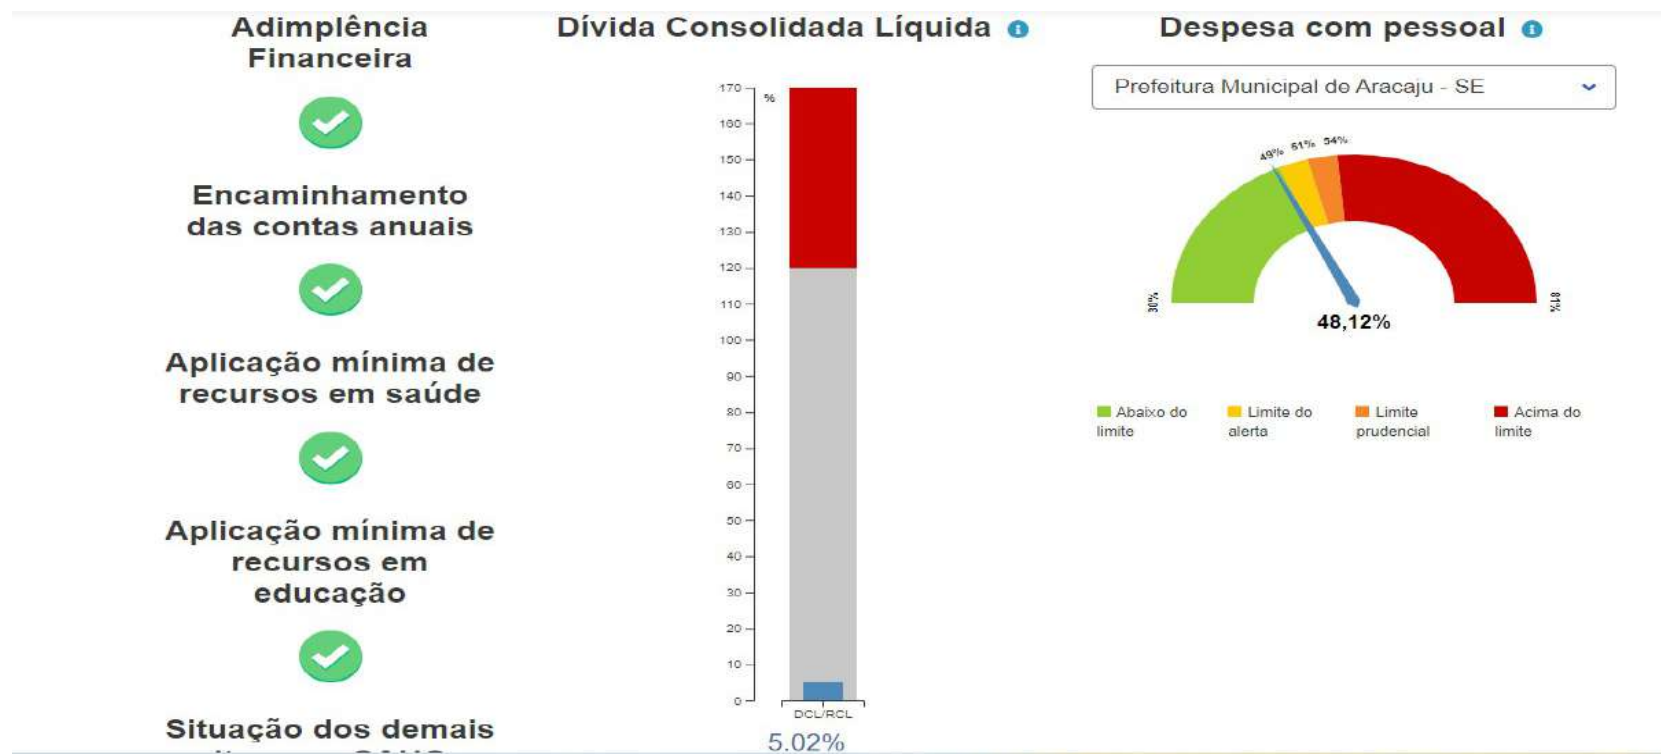 Adimplência
Financeira
Encaminhamento
das contas anuais
Aplicação mínima de
recursos em saúde
Aplicação mínima de
recursos em
educação
Situação dos demais
Dívida Consolidada Líquida
170
%
160
150
140
130
120
110
100
90
80
70
60
50
40
30
20
10
0
DCL/RCL
5.02%
Despesa com pessoal
Prefeitura Municipal de Aracaju - SE
49% 51% 54%
30%
81%
48,12%
Abaixo do
limite
Limite do
alerta
Limite
prudencial
Acima do
limite